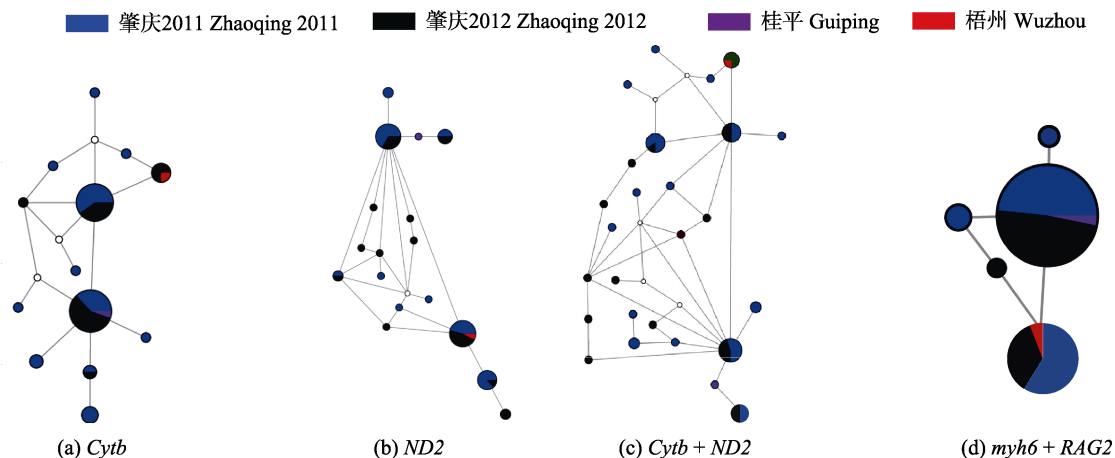 肇庆2011 Zhaoqing 2011 肇庆2012 Zhaoqing 2012 桂平 Guiping 梧州 Wuzhou
(a) Cytb (b) ND2 (c) Cytb + ND2 (d) myh6 + RAG2